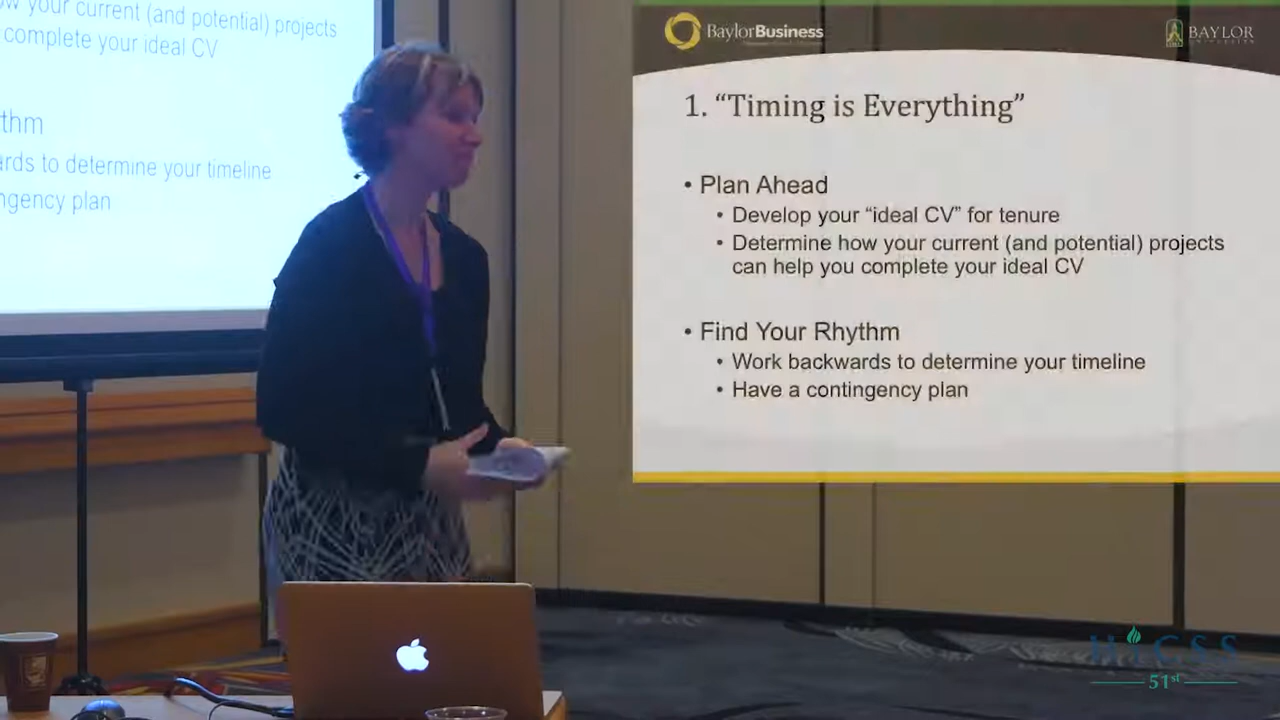 w your current (and potential) projects
complete your ideal CV
thm
ards to determine your timeline
ngency plan
BaylorBusiness
BAYLOR
UNIVERSITY
1. “Timing is Everything”
• Plan Ahead
• Develop your “ideal CV” for tenure
• Determine how your current (and potential) projects
can help you complete your ideal CV
• Find Your Rhythm
• Work backwards to determine your timeline
• Have a contingency plan
HICSS
51st